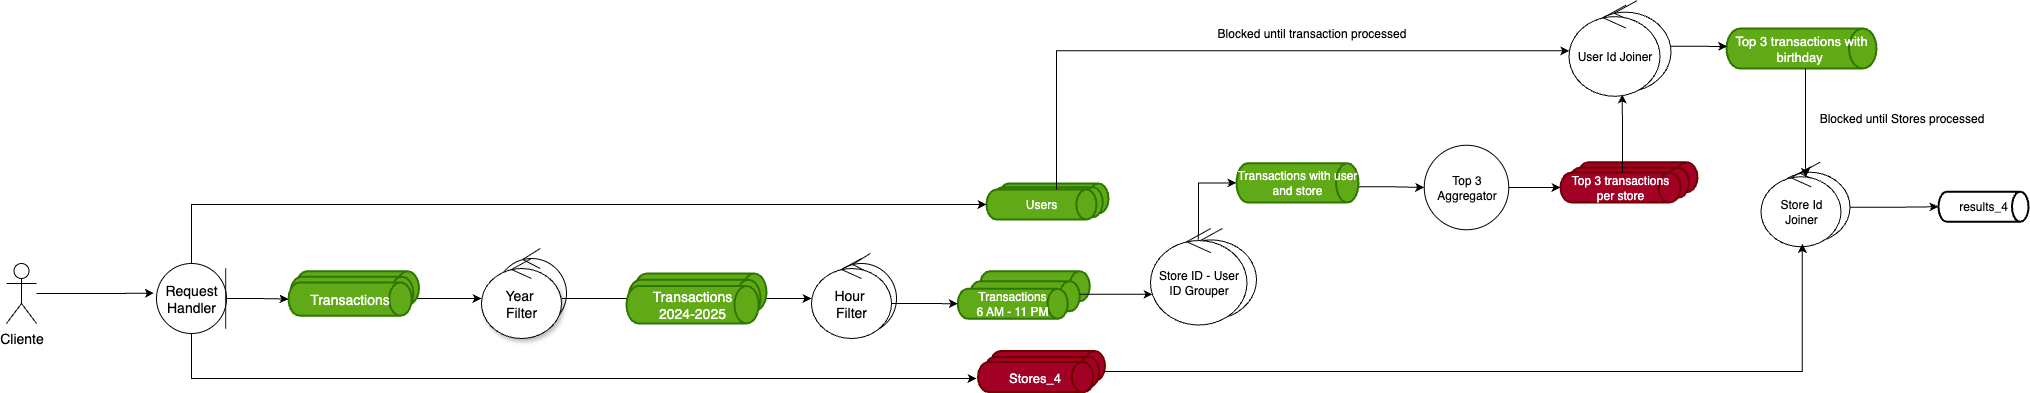 Blocked until transaction processed
User Id Joiner
Top 3 transactions with
birthday
Blocked until Stores processed
Transactions with user
and store
Top 3
Aggregator
Top 3 transactions
per store
Users
Store Id
Joiner
results_4
Cliente
Request
Handler
Transactions
Year
Filter
Transactions
2024-2025
Hour
Filter
Transactions
6 AM - 11 PM
Store ID - User
ID Grouper
Stores_4